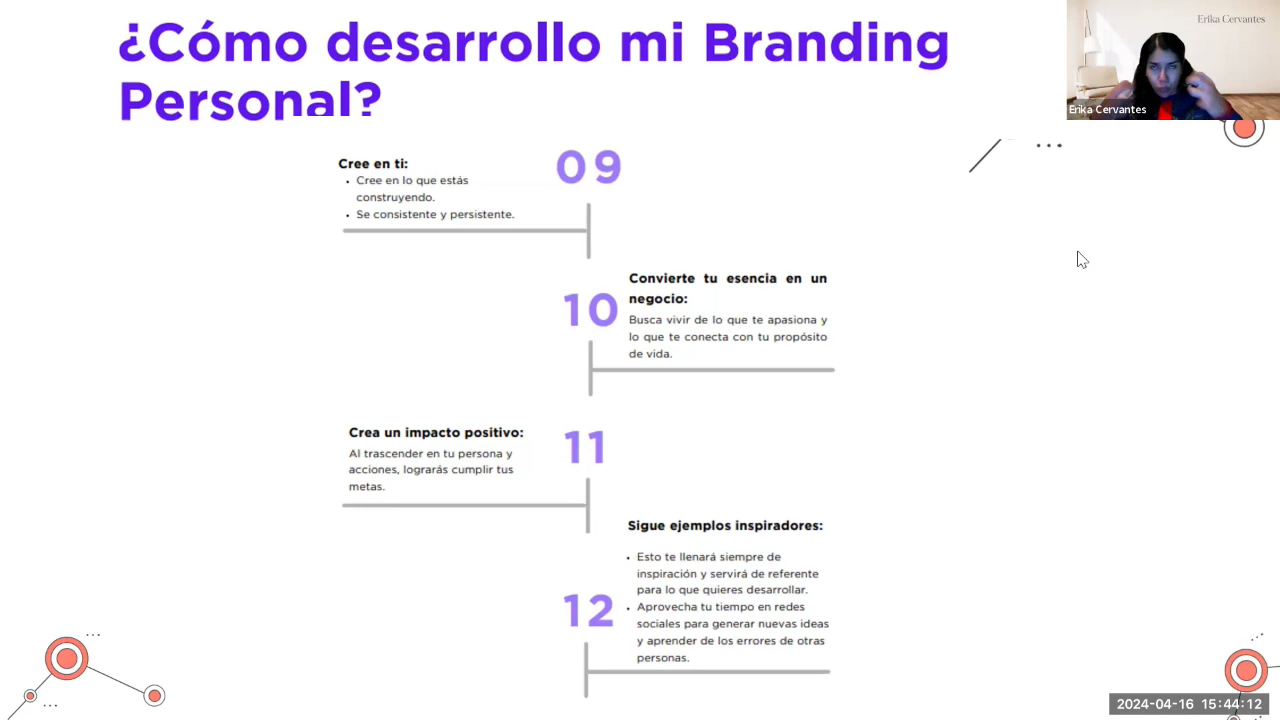 ¿Cómo desarrollo mi Branding
Personal?
Erika Cervantes
Erika Cervantes
09
Cree en ti:
• Cree en lo que estás
construyendo.
• Se consistente y persistente.
10
Convierte tu esencia en un
negocio:
Busca vivir de lo que te apasiona y
lo que te conecta con tu propósito
de vida.
11
Crea un impacto positivo:
Al trascender en tu persona y
acciones, lograrás cumplir tus
metas.
12
Sigue ejemplos inspiradores:
• Esto te llenará siempre de
inspiración y servirá de referente
para lo que quieres desarrollar.
• Aprovecha tu tiempo en redes
sociales para generar nuevas ideas
y aprender de los errores de otras
personas.
2024-04-16 15:44:12